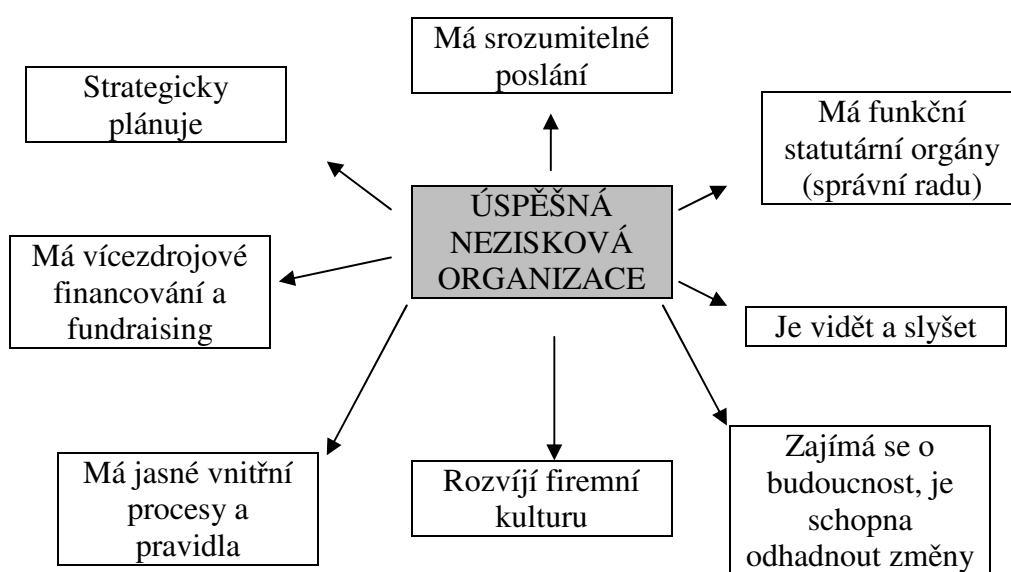 Má srozumitelné
poslání
Strategicky
plánuje
Má funkční
statutární orgány
(správní radu)
ÚSPĚŠNÁ
NEZISKOVÁ
ORGANIZACE
Má vícezdrojové
financování a
fundraising
Je vidět a slyšet
Má jasné vnitřní
procesy a
pravidla
Rozvíjí firemní
kulturu
Zajímá se o
budoucnost, je
schopna
odhadnout změny